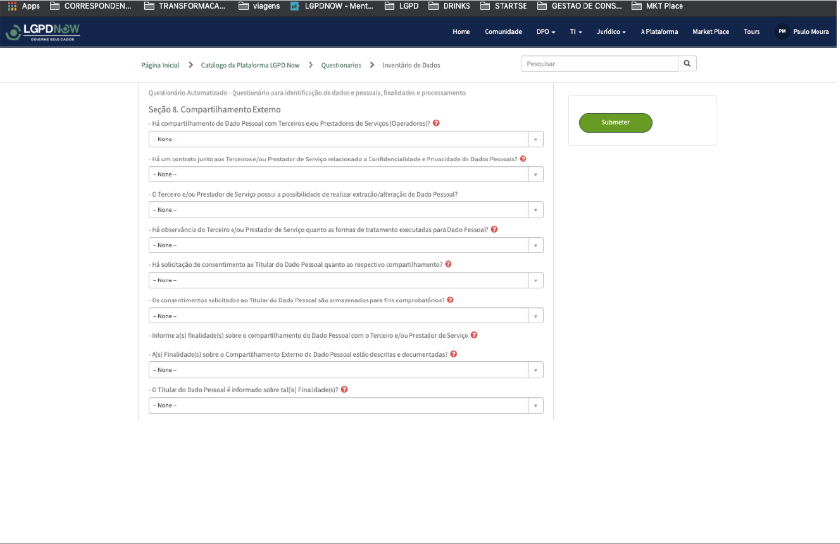 Apps CORRESPONDEN... TRANSFORMACA... viagens LGPDNOW - Ment... LGPD DRINKS STARTSE GESTAO DE CONS... MKT Place
LGPDNOW
GOVERNE SEUS DADOS
Home Comunidade DPO TI Jurídico A Plataforma Market Place Tours PM Paulo Moura
Página Inicial > Catálogo da Plataforma LGPD Now > Questionarios > Inventário de Dados
Pesquisar
Questionário Automatizado - Questionário para identificação de dados e pessoais, finalidades e processamento
Submeter
Seção 8. Compartilhamento Externo
- Há compartilhamento de Dado Pessoal com Terceiros e/ou Prestadores de Serviços (Operadores)?
-- None --
- Há um contrato junto aos Terceiros e/ou Prestador de Serviço relacionado a Confidencialidade e Privacidade de Dados Pessoais?
-- None --
- O Terceiro e/ou Prestador de Serviço possui a possibilidade de realizar extração/alteração de Dado Pessoal?
-- None --
- Há observância do Terceiro e/ou Prestador de Serviço quanto as formas de tratamento executadas para Dado Pessoal?
-- None --
- Há solicitação de consentimento ao Titular do Dado Pessoal quanto ao respectivo compartilhamento?
-- None --
- Os consentimentos solicitados ao Titular do Dado Pessoal são armazenados para fins comprobatórios?
-- None --
- Informe a(s) finalidade(s) sobre o compartilhamento do Dado Pessoal com o Terceiro e/ou Prestador de Serviço
- A(s) Finalidade(s) sobre o Compartilhamento Externo do Dado Pessoal estão descritas e documentadas?
-- None --
- O Titular do Dado Pessoal é informado sobre tal(is) Finalidade(s)?
-- None --